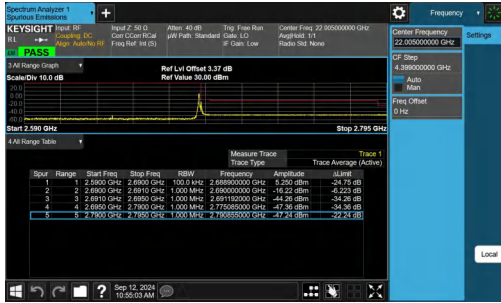 Spectrum Analyzer 1
Spurious Emissions
+
Frequency
KEYSIGHT Input: RF
RL
Coupling: DC
Align: Auto/No RF
Input Z: 50 Ω
Corr CCorr RCal
Freq Ref: Int (S)
Atten: 40 dB
µW Path: Standard
Trig: Free Run
Gate: LO
IF Gain: Low
Center Freq: 22.005000000 GHz
Avg|Hold: 1/1
Radio Std: None
PASS
Center Frequency
22.005000000 GHz
Settings
CF Step
4.399000000 GHz
Auto
Man
Freq Offset
0 Hz
3 All Range Graph
Scale/Div 10.0 dB
Ref Lvl Offset 3.37 dB
Ref Value 30.00 dBm
20.0
0.00
-20.0
-40.0
-60.0
Start 2.590 GHz
Stop 2.795 GHz
4 All Range Table
Measure Trace Trace 1
Trace Type Trace Average (Active)
Spur Range Start Freq Stop Freq RBW Frequency Amplitude ΔLimit
1 1 2.5900 GHz 2.6900 GHz 100.0 kHz 2.688900000 GHz 5.250 dBm -24.75 dB
2 2 2.6900 GHz 2.6910 GHz 1.000 MHz 2.690000000 GHz -16.22 dBm -6.223 dB
3 3 2.6910 GHz 2.6950 GHz 1.000 MHz 2.691192000 GHz -44.26 dBm -34.26 dB
4 4 2.6950 GHz 2.7900 GHz 1.000 MHz 2.775085000 GHz -47.36 dBm -34.36 dB
5 5 2.7900 GHz 2.7950 GHz 1.000 MHz 2.790855000 GHz -47.24 dBm -22.24 dB
Local
?
Sep 12, 2024
10:55:03 AM